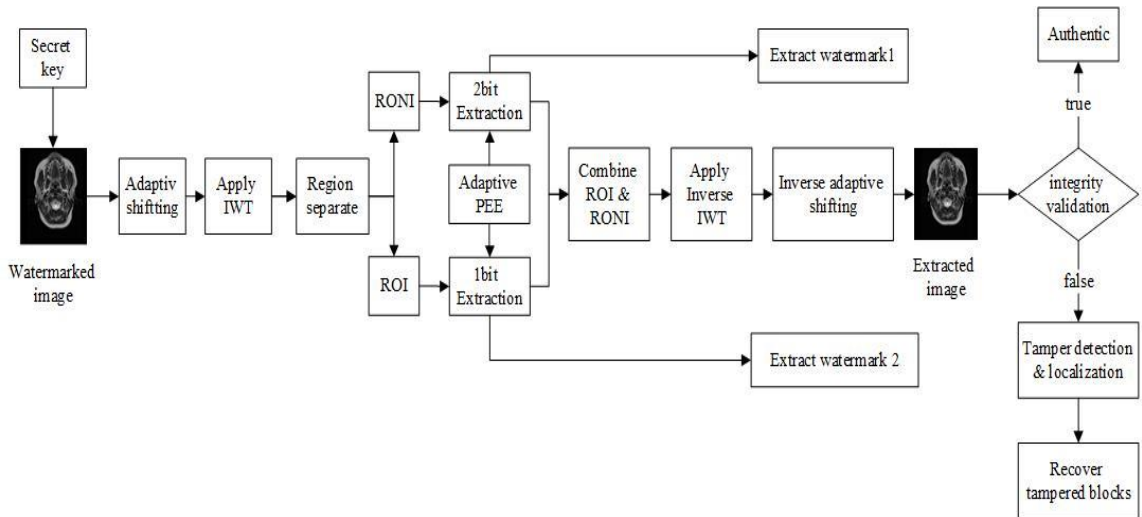 Secret
key
Watermarked
image
Adaptiv
shiftting
Apply
IWT
Region
separate
RONI
ROI
2bit
Extraction
Adaptive
PEE
1bit
Extraction
Extract watermark1
Extract watermark 2
Combine
ROI &
RONI
Apply
Inverse
IWT
Inverse adaptive
shifting
Extracted
image
integrity
validation
true
Authentic
false
Tamper detection
& localization
Recover
tampered blocks